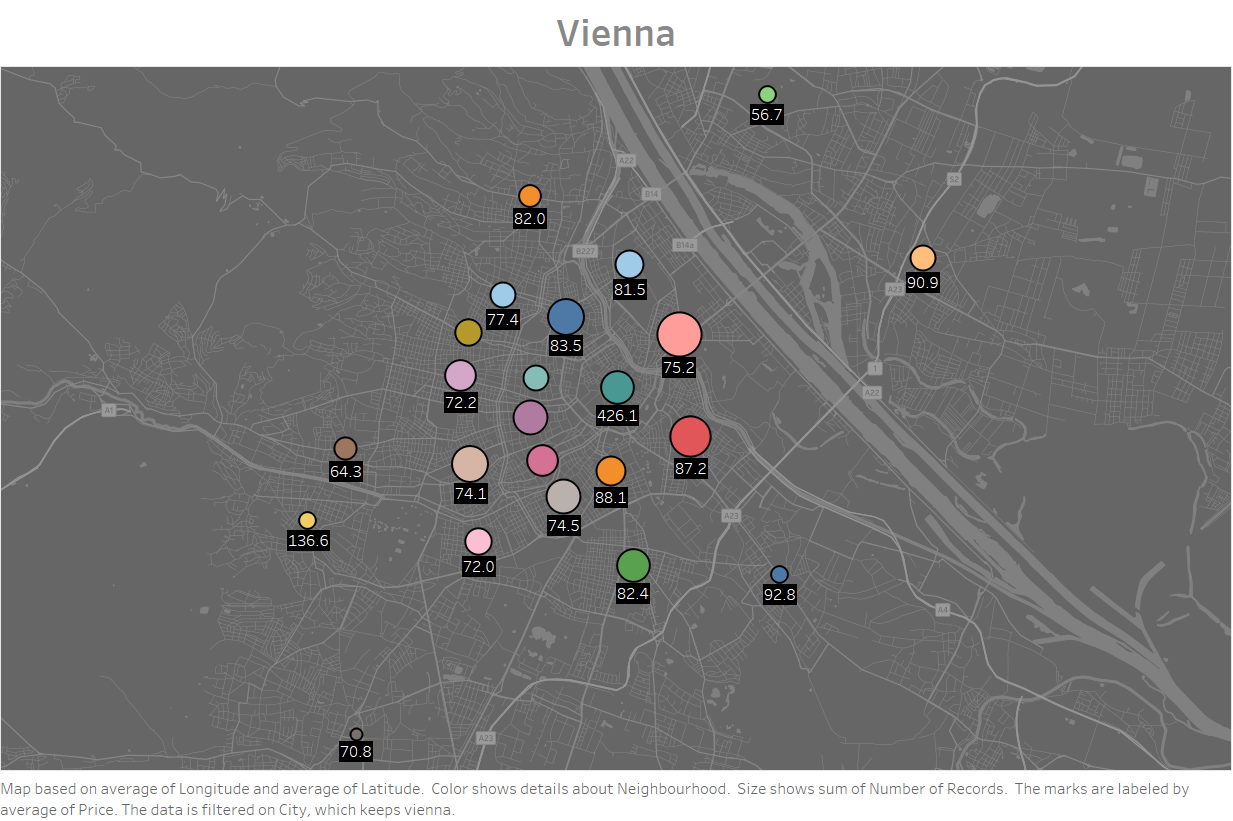 Vienna
56.7
A22
S2
B14
82.0
B14a
B227
90.9
A23
81.5
77.4
83.5
75.2
1
A22
72.2
426.1
A1
87.2
64.3
74.1
88.1
A23
74.5
136.6
72.0
82.4
92.8
A4
A23
70.8
Map based on average of Longitude and average of Latitude.  Color shows details about Neighbourhood.  Size shows sum of Number of Records.  The marks are labeled by
average of Price. The data is filtered on City, which keeps vienna.